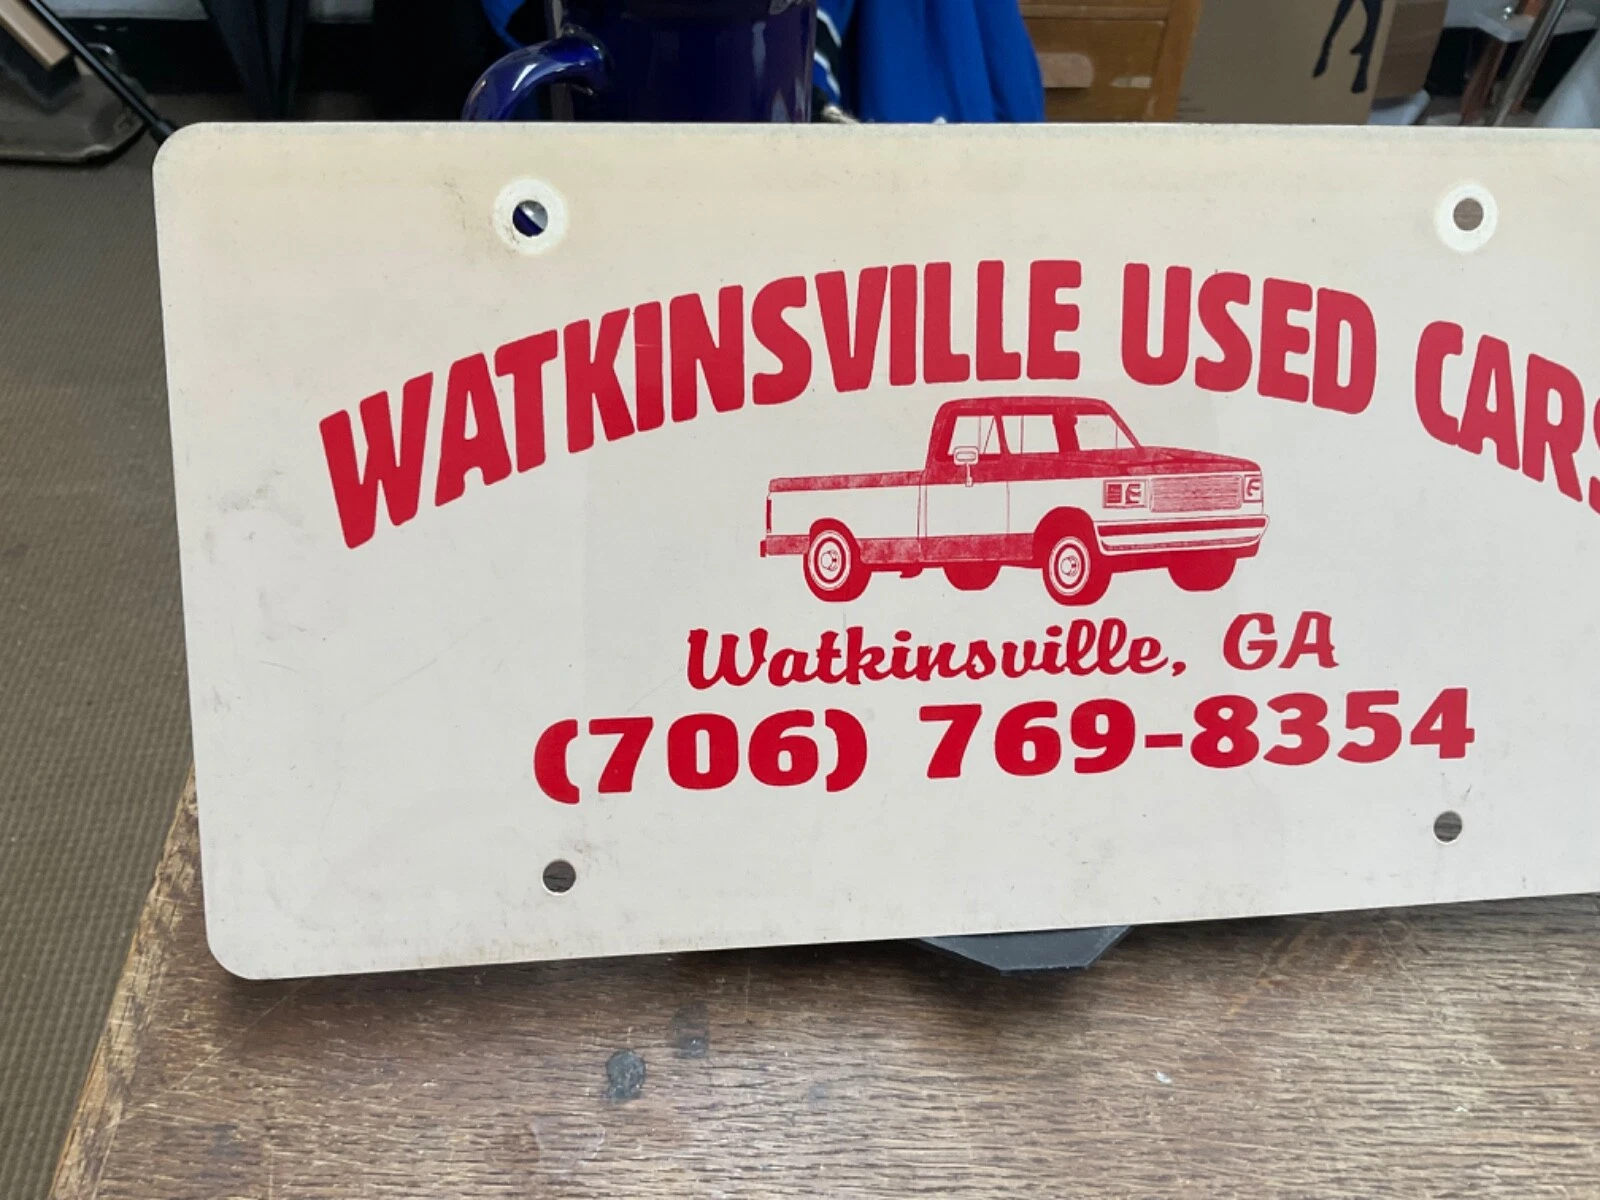 WATKINSVILLE USED CARS
Watkinsville, GA
(706) 769-8354